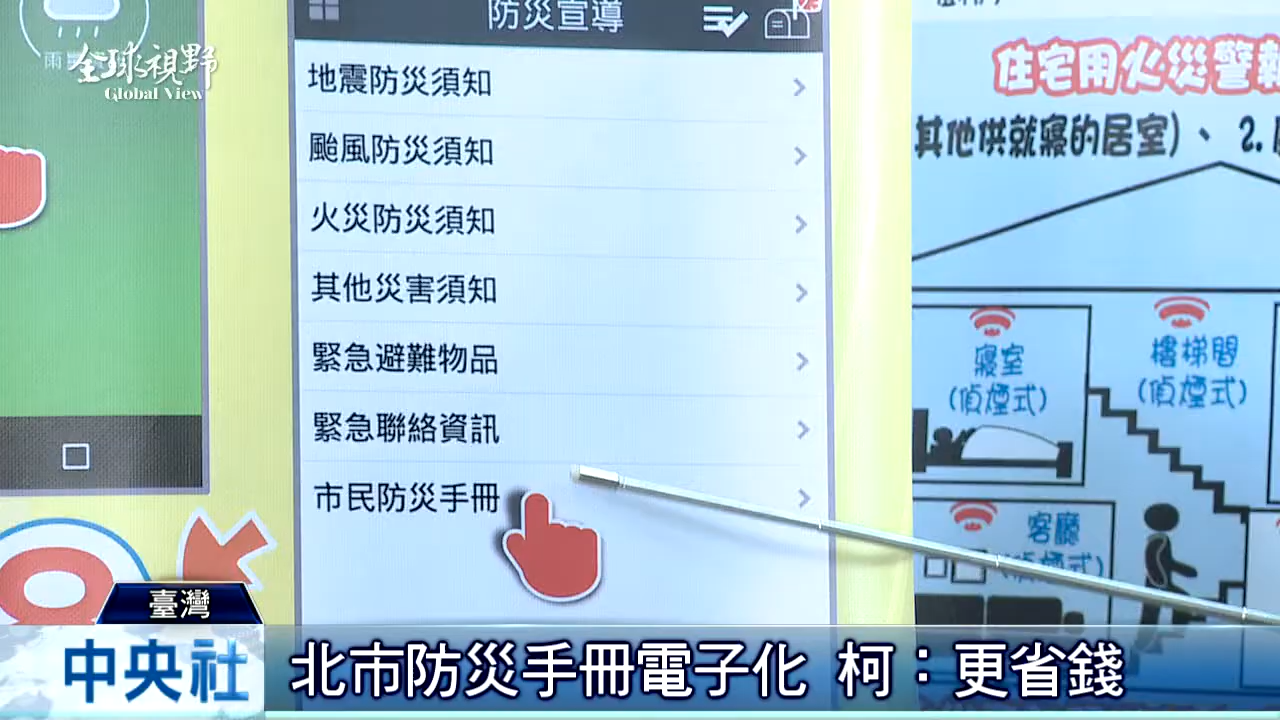 全球視野
Global View
防災宣導
地震防災須知
颱風防災須知
火災防災須知
其他災害須知
緊急避難物品
緊急聯絡資訊
市民防災手冊
住宅用火災警
其他供就寢的居室)、2.
寢室
(偵煙式)
樓梯間
(偵煙式)
客廳
(偵煙式)
臺灣
中央社
北市防災手冊電子化 柯：更省錢